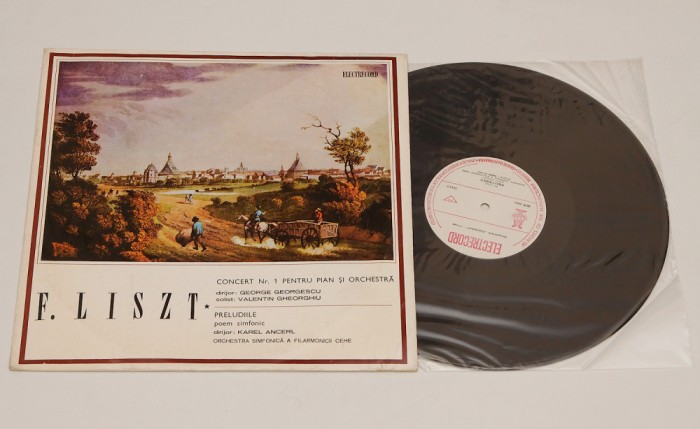 ELECTRECORD
CONCERT Nr. 1 PENTRU PIAN ȘI ORCHESTRĂ
dirijor: GEORGE GEORGESCU
solist: VALENTIN GHEORGHIU
F. LISZT *
PRELUDIILE
poem simfonic
dirijor: KAREL ANCERL
ORCHESTRA SIMFONICĂ A FILARMONICII CEHE
ELECTRECORD